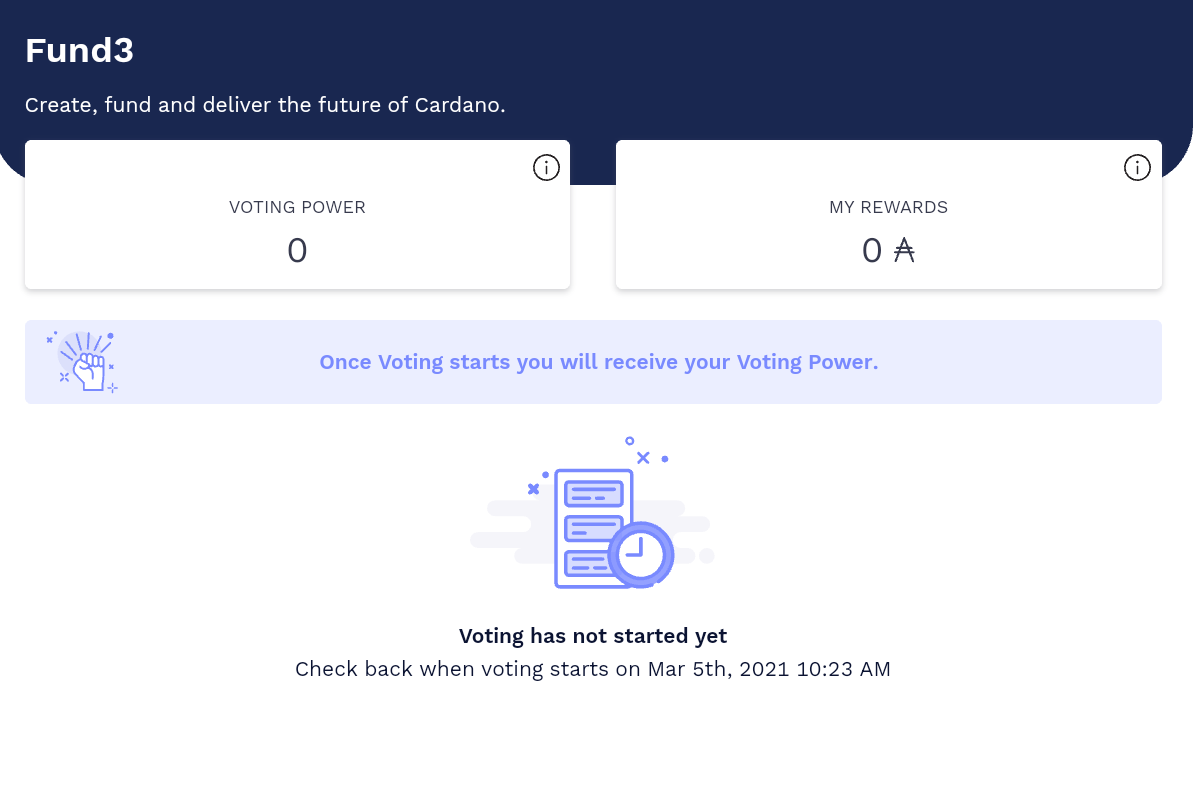 Fund3
Create, fund and deliver the future of Cardano.
VOTING POWER
0
MY REWARDS
0 ₳
Once Voting starts you will receive your Voting Power.
Voting has not started yet
Check back when voting starts on Mar 5th, 2021 10:23 AM